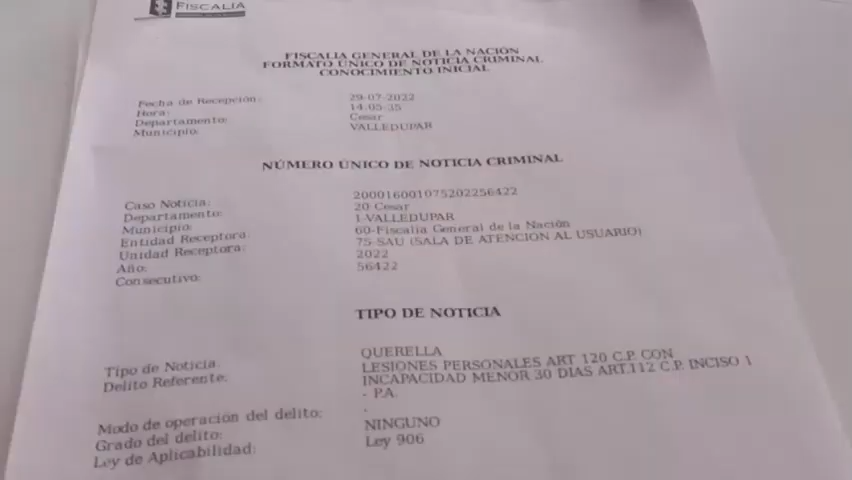 FISCALIA
FISCALIA GENERAL DE LA NACIÓN
FORMATO ÚNICO DE NOTICIA CRIMINAL
CONOCIMIENTO INICIAL
Fecha de Recepción: 29-07-2022
Hora: 14-05-35
Departamento: Cesar
Municipio: VALLEDUPAR
NÚMERO ÚNICO DE NOTICIA CRIMINAL
Caso Noticia: 200016001075202256422
Departamento: 20-Cesar
Municipio: 1-VALLEDUPAR
Entidad Receptora: 60-Fiscalía General de la Nación
Unidad Receptora: 75-SAU (SALA DE ATENCION AL USUARIO)
Año: 2022
Consecutivo: 56422
TIPO DE NOTICIA
Tipo de Noticia: QUERELLA
Delito Referente: LESIONES PERSONALES ART 120 C.P. CON
INCAPACIDAD MENOR 30 DIAS ART.112 C.P. INCISO 1
- P.A.
Modo de operación del delito: -
Grado del delito: NINGUNO
Ley de Aplicabilidad: Ley 906